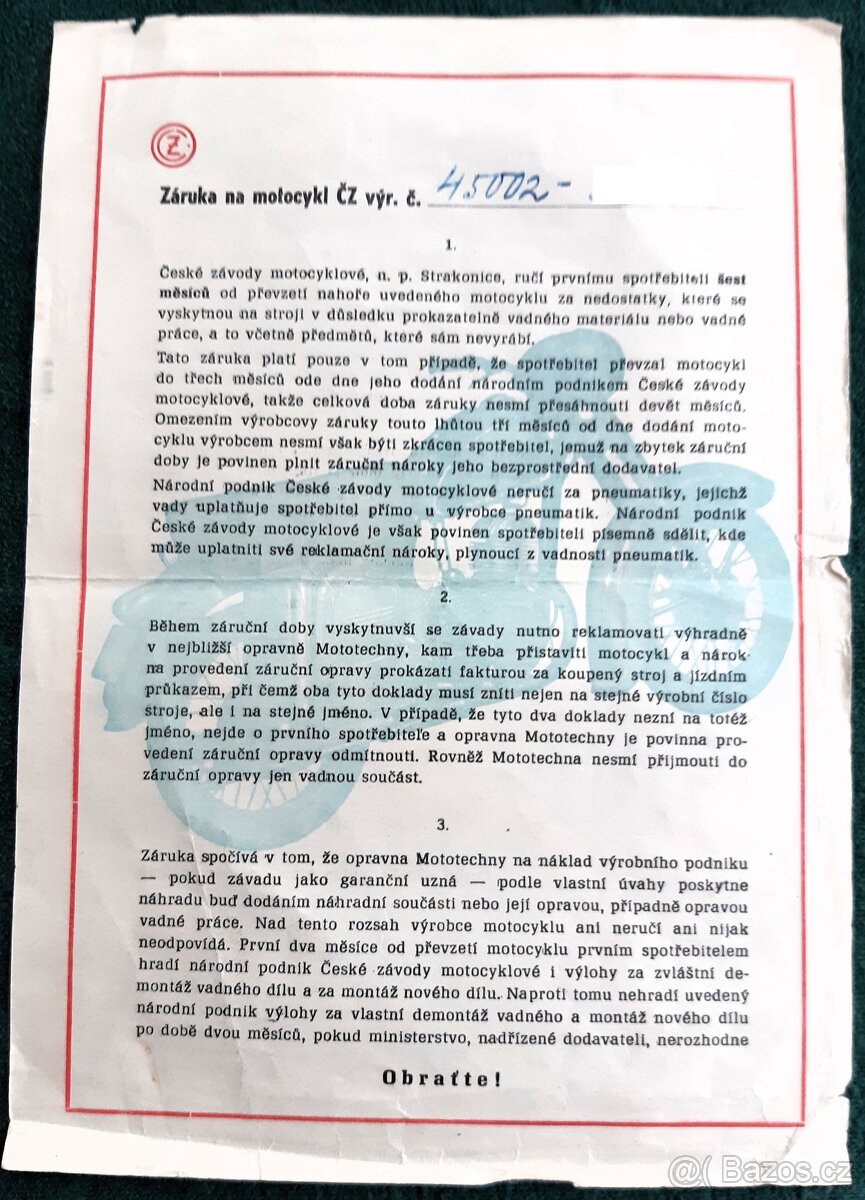 ČZ
Záruka na motocykl ČZ výr. č. 45002-
1.
České závody motocyklové, n. p. Strakonice, ručí prvnímu spotřebiteli šest
měsíců od převzetí nahoře uvedeného motocyklu za nedostatky, které se
vyskytnou na stroji v důsledku prokazatelně vadného materiálu nebo vadné
práce, a to včetně předmětů, které sám nevyrábí.
Tato záruka platí pouze v tom případě, že spotřebitel převzal motocykl
do třech měsíců ode dne jeho dodání národním podnikem České závody
motocyklové, takže celková doba záruky nesmí přesáhnouti devět měsíců.
Omezením výrobcovy záruky touto lhůtou tří měsíců od dne dodání moto-
cyklu výrobcem nesmí však býti zkrácen spotřebitel, jemuž na zbytek záruční
doby je povinen plnit záruční nároky jeho bezprostřední dodavatel.
Národní podnik České závody motocyklové neručí za pneumatiky, jejichž
vady uplatňuje spotřebitel přímo u výrobce pneumatik. Národní podnik
České závody motocyklové je však povinen spotřebiteli písemně sdělit, kde
může uplatniti své reklamační nároky, plynoucí z vadnosti pneumatik.
2.
Během záruční doby vyskytnuvší se závady nutno reklamovati výhradně
v nejbližší opravně Mototechny, kam třeba přistaviti motocykl a nárok
na provedení záruční opravy prokázati fakturou za koupený stroj a jízdním
průkazem, při čemž oba tyto doklady musí zníti nejen na stejné výrobní číslo
stroje, ale i na stejné jméno. V případě, že tyto dva doklady nezní na totéž
jméno, nejde o prvního spotřebitele a opravna Mototechny je povinna pro-
vedení záruční opravy odmítnouti. Rovněž Mototechna nesmí přijmouti do
záruční opravy jen vadnou součást.
3.
Záruka spočívá v tom, že opravna Mototechny na náklad výrobního podniku
— pokud závadu jako garanční uzná — podle vlastní úvahy poskytne
náhradu buď dodáním náhradní součásti nebo její opravou, případně opravou
vadné práce. Nad tento rozsah výrobce motocyklu ani neručí ani nijak
neodpovídá. První dva měsíce od převzetí motocyklu prvním spotřebitelem
hradí národní podnik České závody motocyklové i výlohy za zvláštní de-
montáž vadného dílu a za montáž nového dílu. Naproti tomu nehradí uvedený
národní podnik výlohy za vlastní demontáž vadného a montáž nového dílu
po době dvou měsíců, pokud ministerstvo, nadřízené dodavateli, nerozhodne
Obraťte!
Bazos.cz